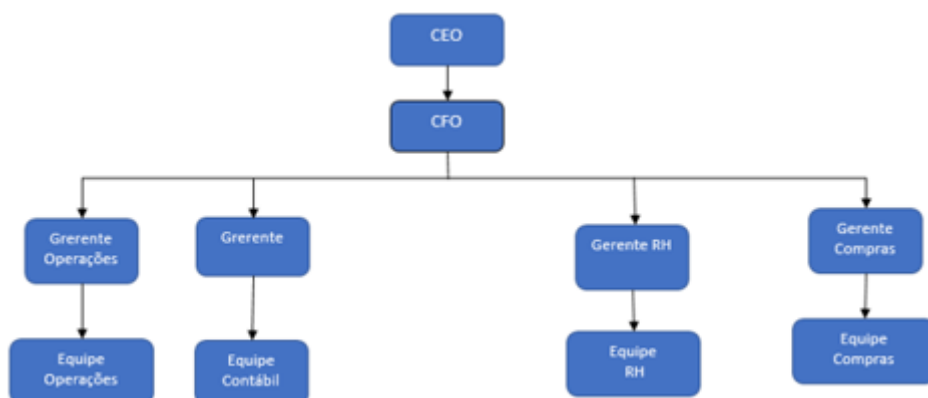 CEO
CFO
Grerente
Operações
Grerente
Gerente RH
Gerente
Compras
Equipe
Operações
Equipe
Contábil
Equipe
RH
Equipe
Compras